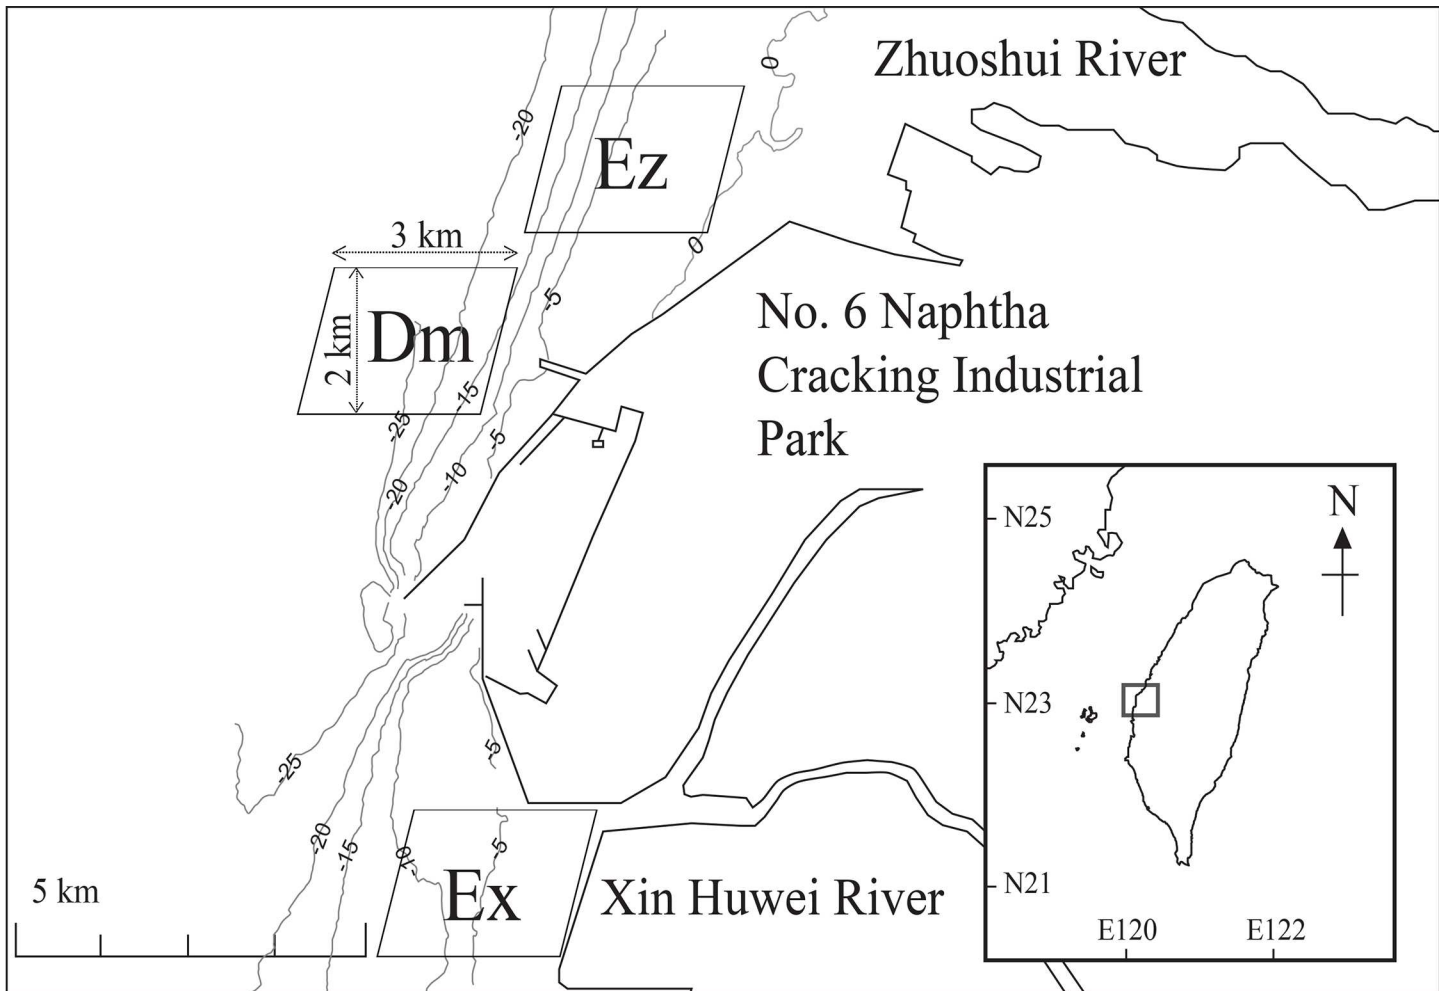 Zhuoshui River
0
-20
Ez
3 km
0
-5
2 km
Dm
No. 6 Naphtha
Cracking Industrial
Park
-15
-25
-5
-10
-20
N
N25
N23
N21
E120
E122
-5
-25
-20
-15
-10
-5
Ex
Xin Huwei River
5 km